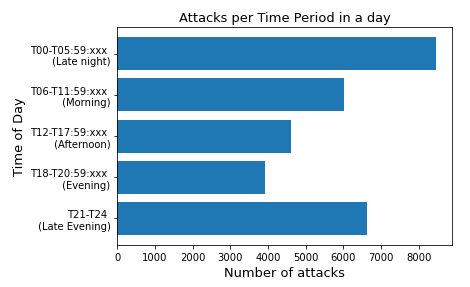 Attacks per Time Period in a day
Time of Day
T00-T05:59:xxx
(Late night)
T06-T11:59:xxx
(Morning)
T12-T17:59:xxx
(Afternoon)
T18-T20:59:xxx
(Evening)
T21-T24
(Late Evening)
0 1000 2000 3000 4000 5000 6000 7000 8000
Number of attacks